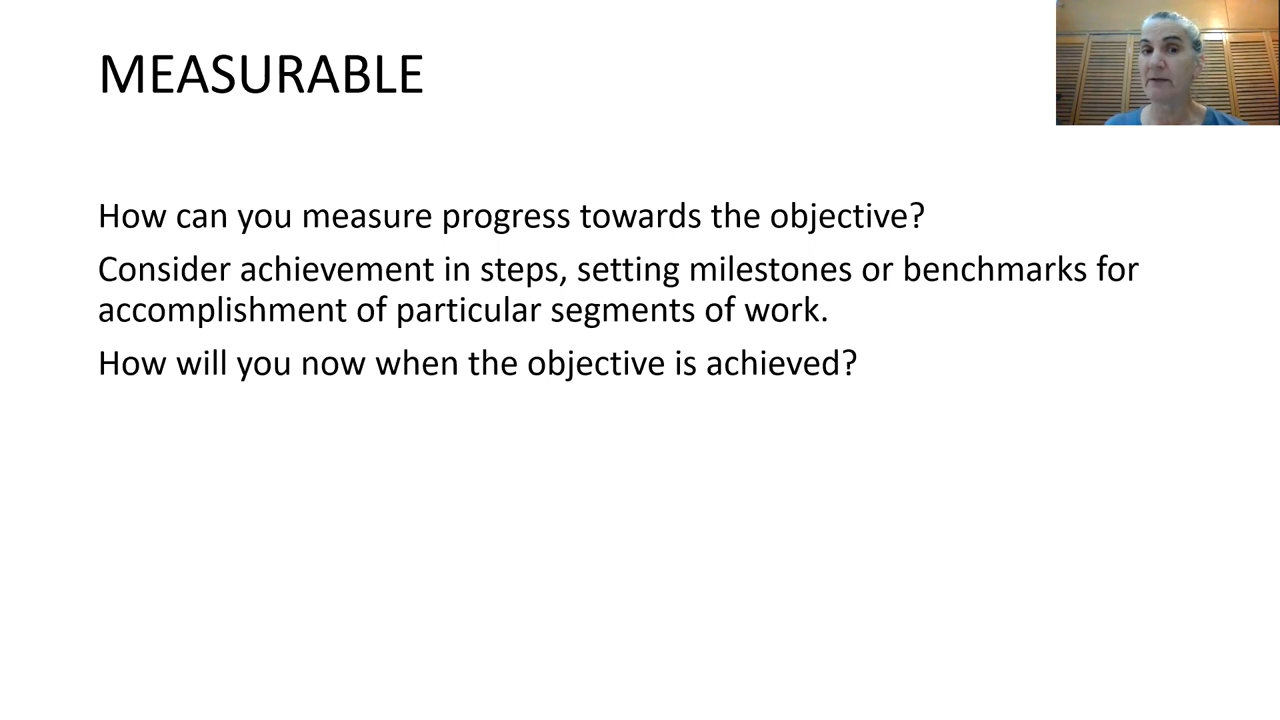 MEASURABLE
How can you measure progress towards the objective?
Consider achievement in steps, setting milestones or benchmarks for
accomplishment of particular segments of work.
How will you now when the objective is achieved?